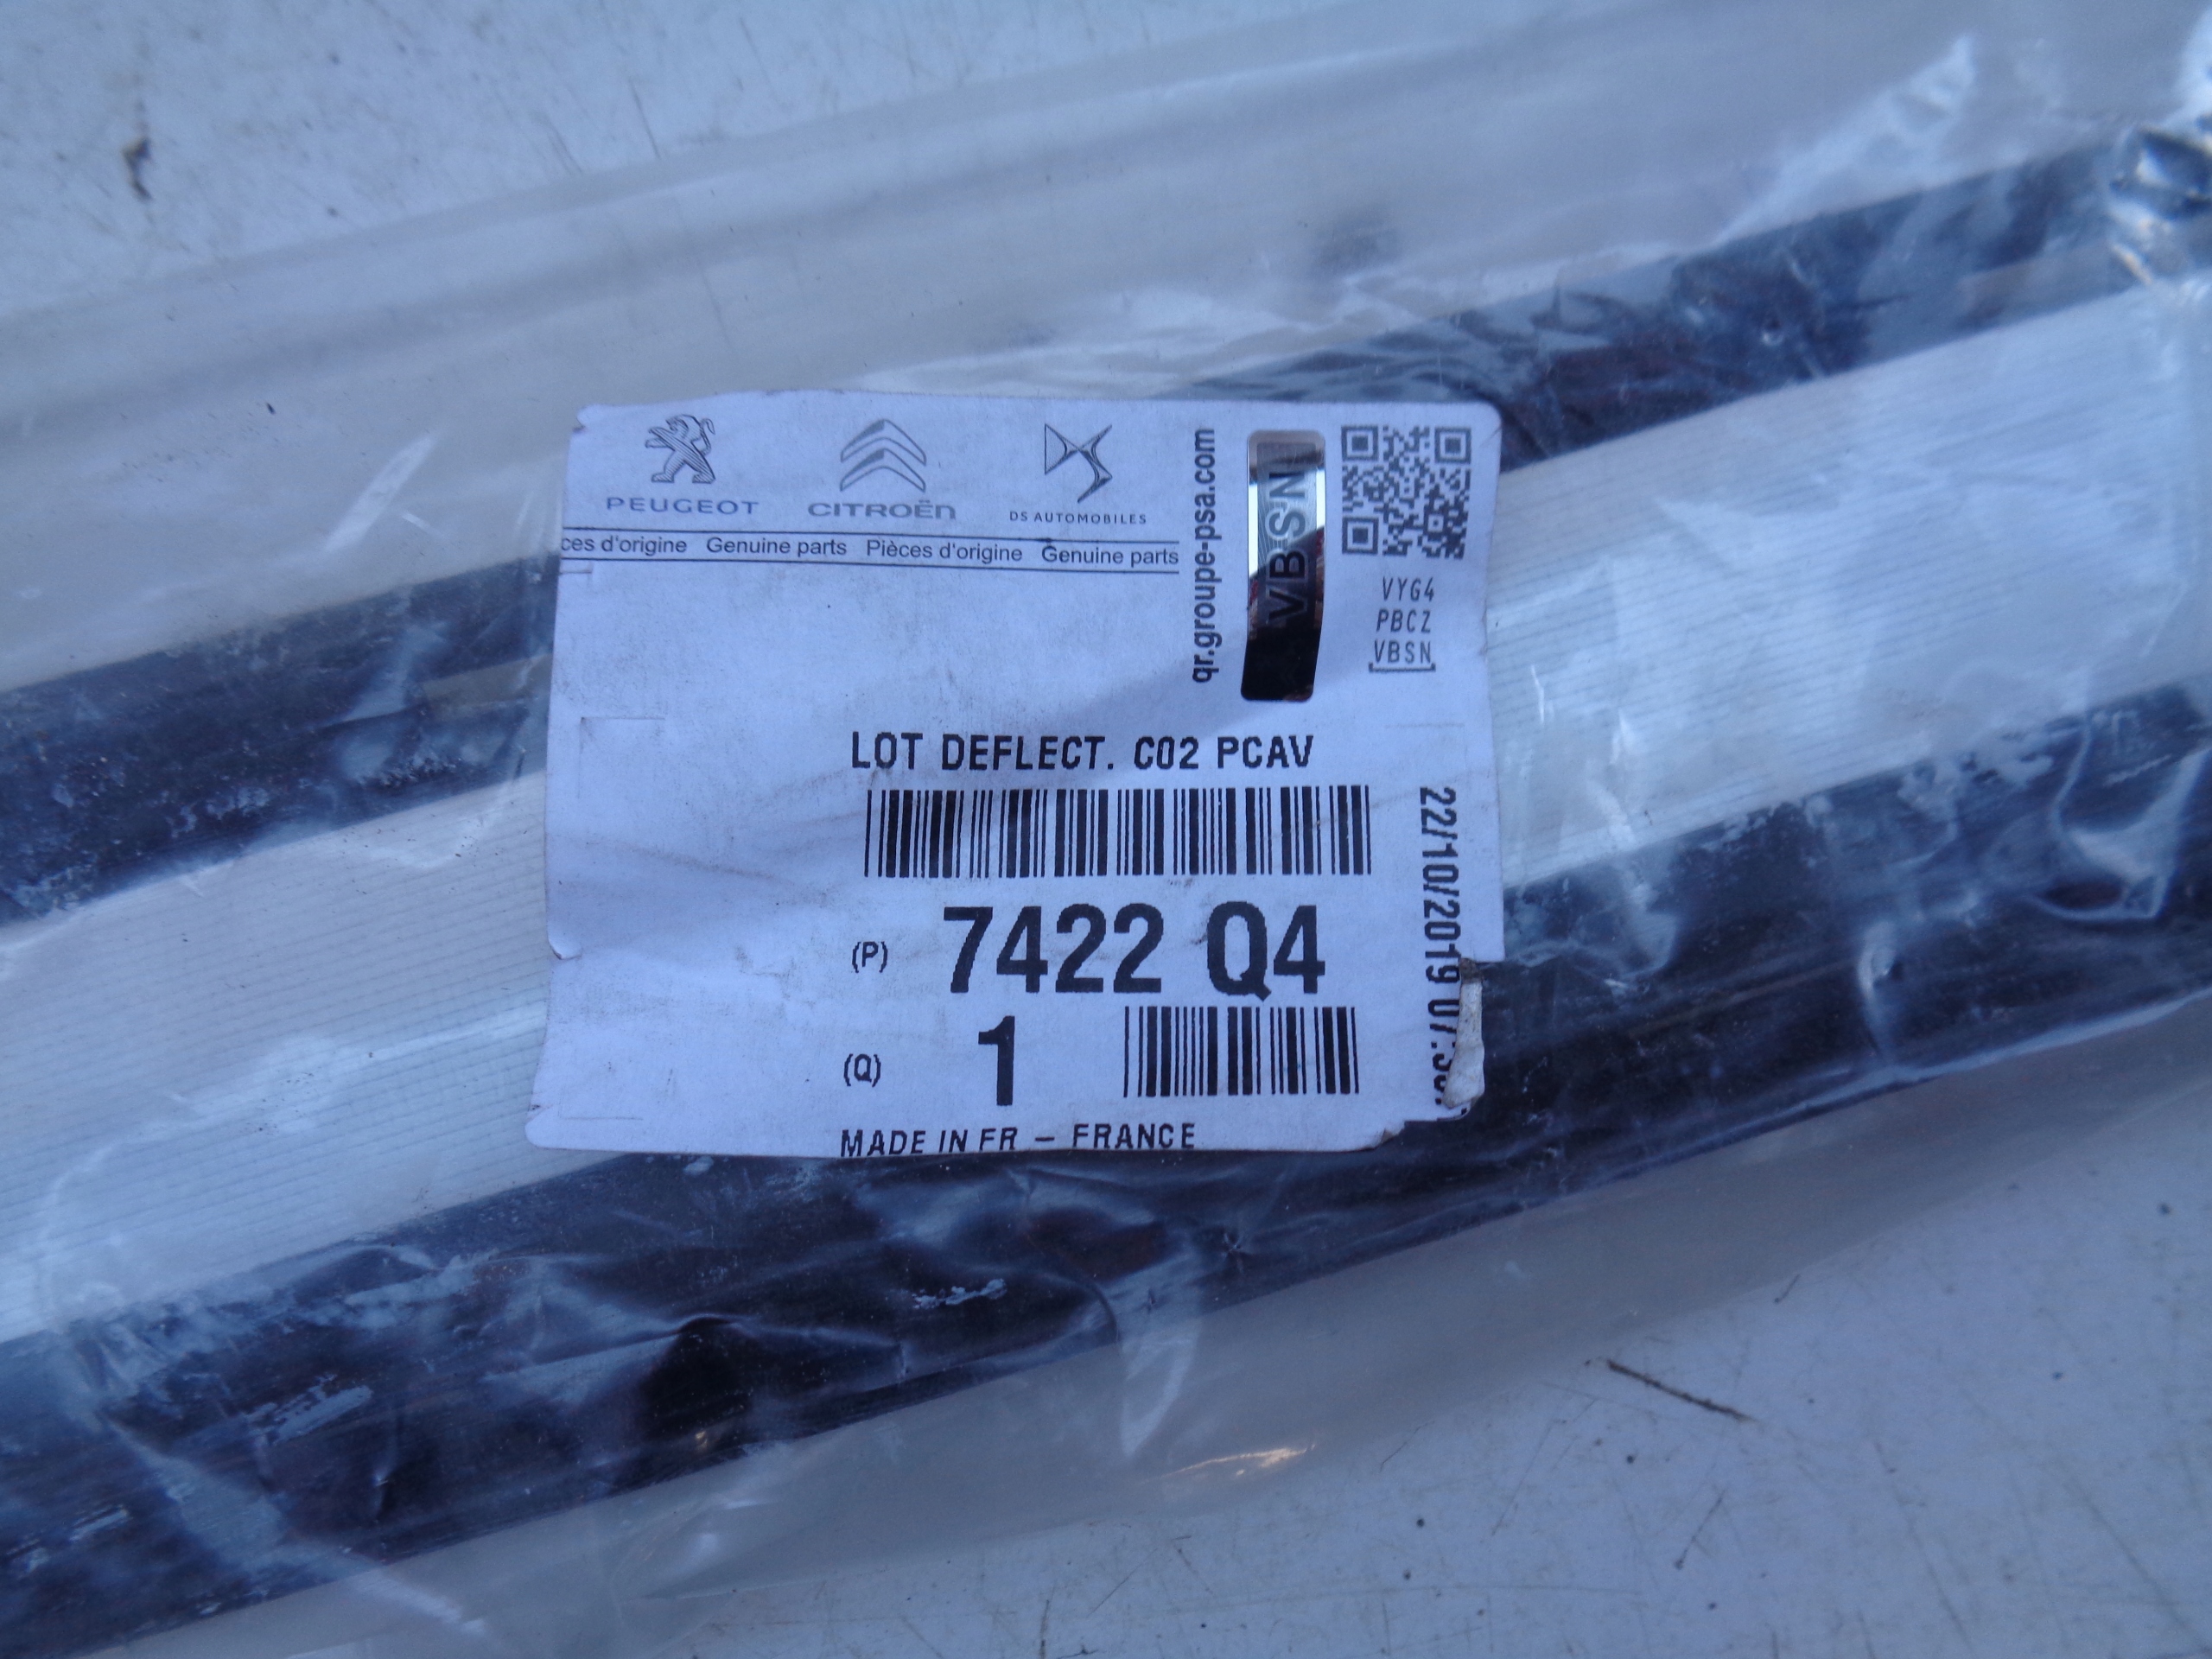 PEUGEOT CITROËN DS AUTOMOBILES
ces d'origine Genuine parts Pièces d'origine Genuine parts
qr.groupe-psa.com
VBSN
VYG4
PBCZ
VBSN
LOT DEFLECT. C02 PCAV
22/10/2019
(P) 7422 Q4
(Q) 1
MADE IN FR - FRANCE